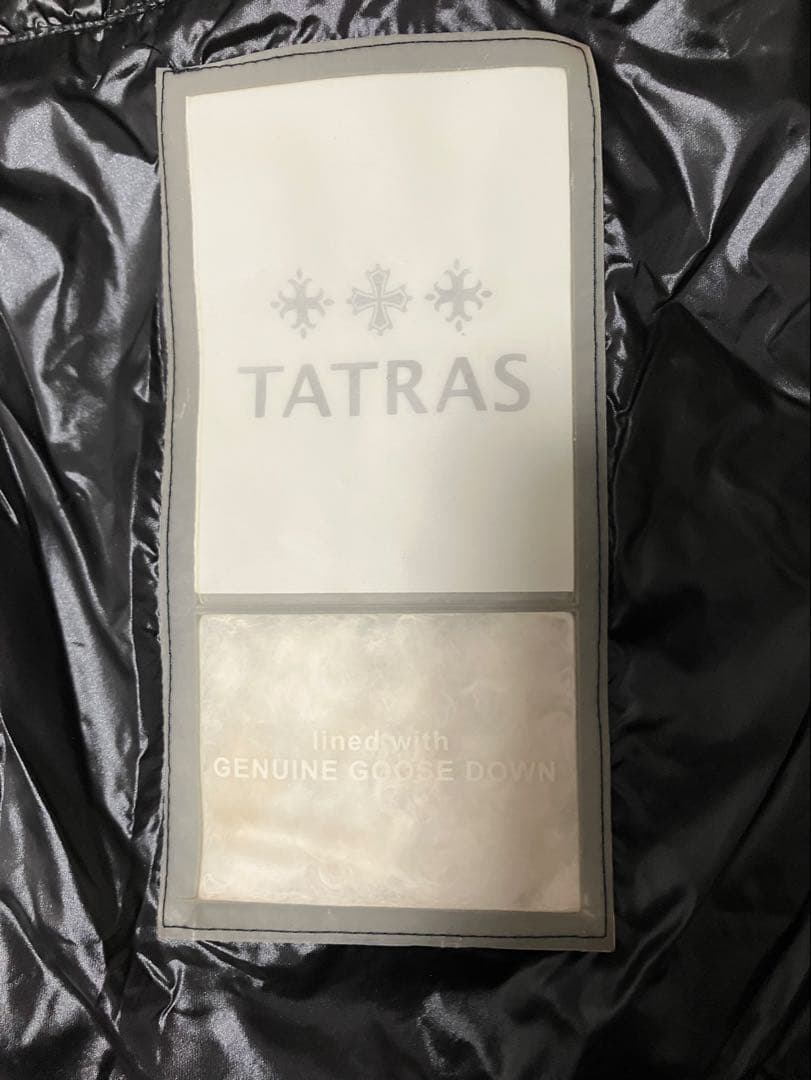 TATRAS
lined with
GENUINE GOOSE DOWN